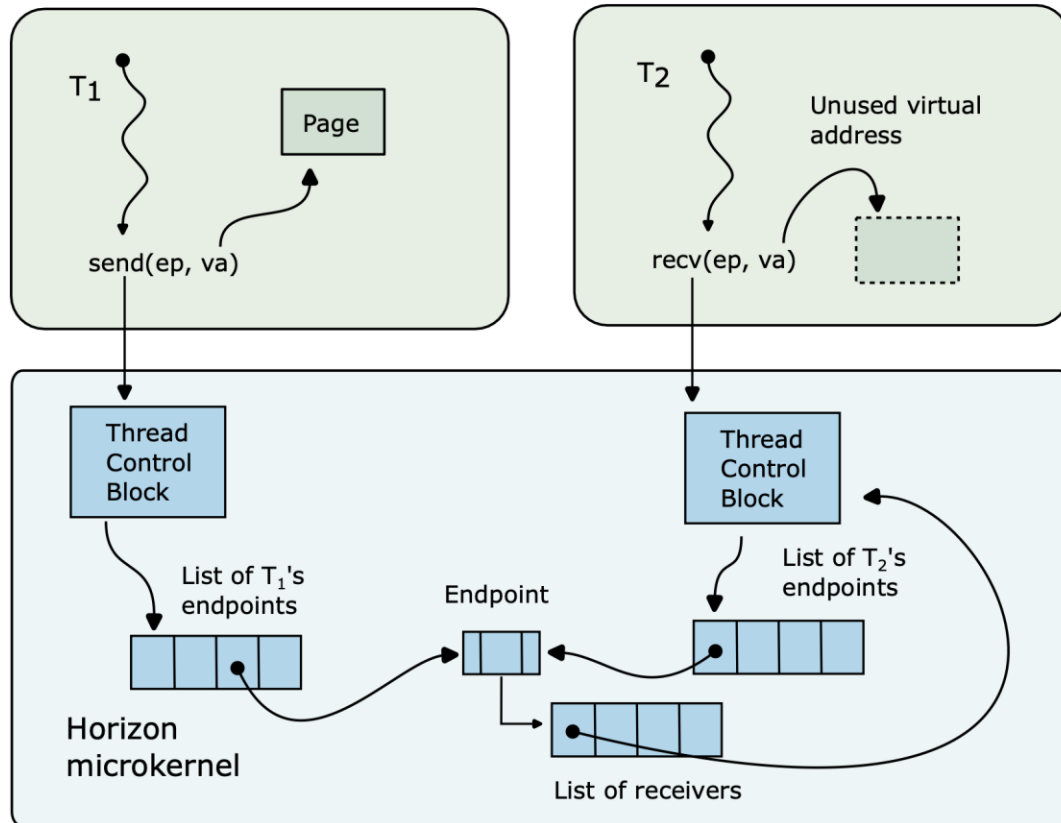 T1
Page
send(ep, va)
T2
Unused virtual
address
recv(ep, va)
Thread
Control
Block
Thread
Control
Block
List of T1's
endpoints
Endpoint
List of T2's
endpoints
Horizon
microkernel
List of receivers